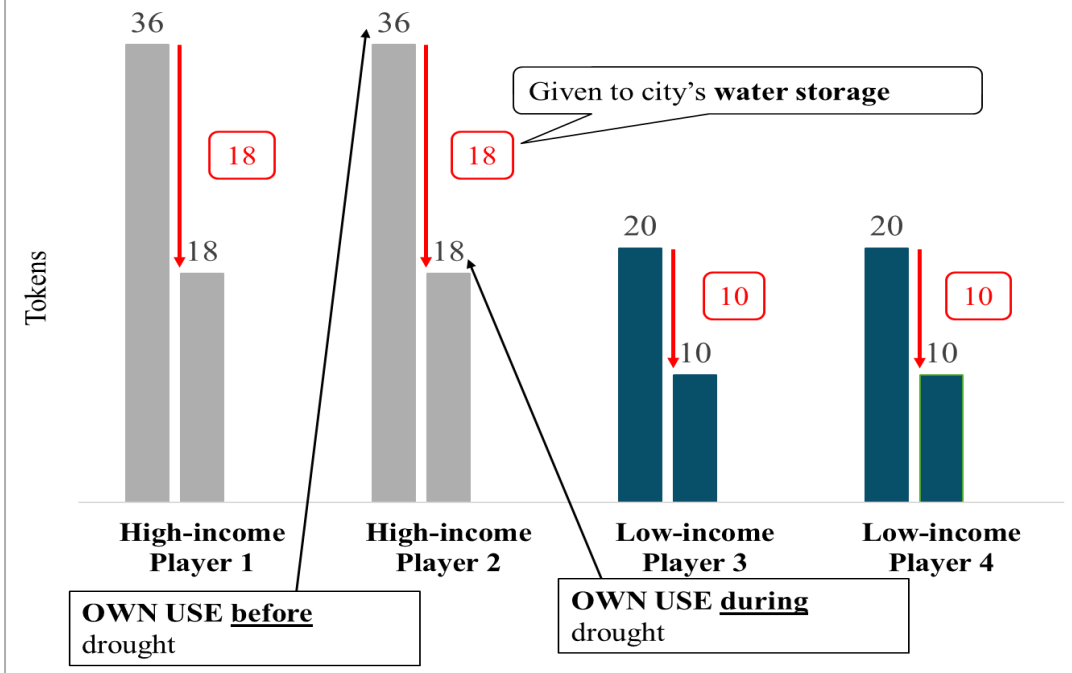 36
36
Given to city's water storage
18
18
20
20
18
18
10
10
10
10
Tokens
High-income
Player 1
High-income
Player 2
Low-income
Player 3
Low-income
Player 4
OWN USE before
drought
OWN USE during
drought